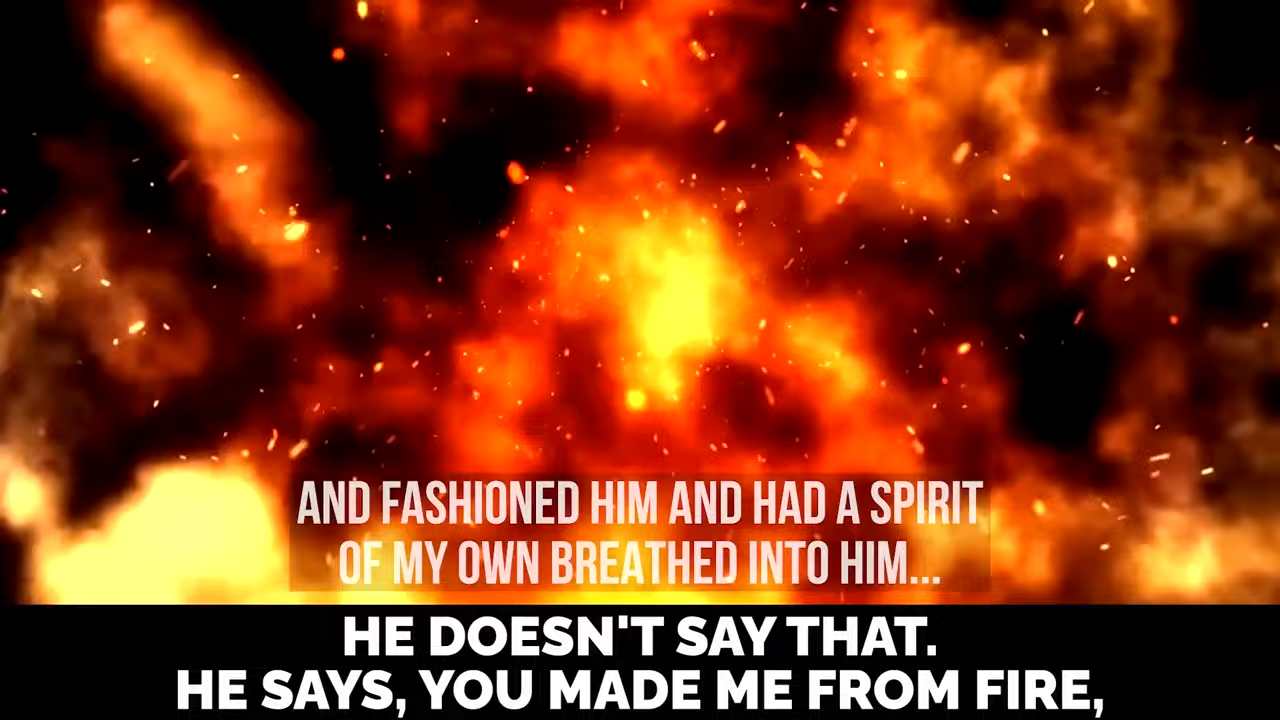 AND FASHIONED HIM AND HAD A SPIRIT
OF MY OWN BREATHED INTO HIM...
HE DOESN'T SAY THAT.
HE SAYS, YOU MADE ME FROM FIRE,